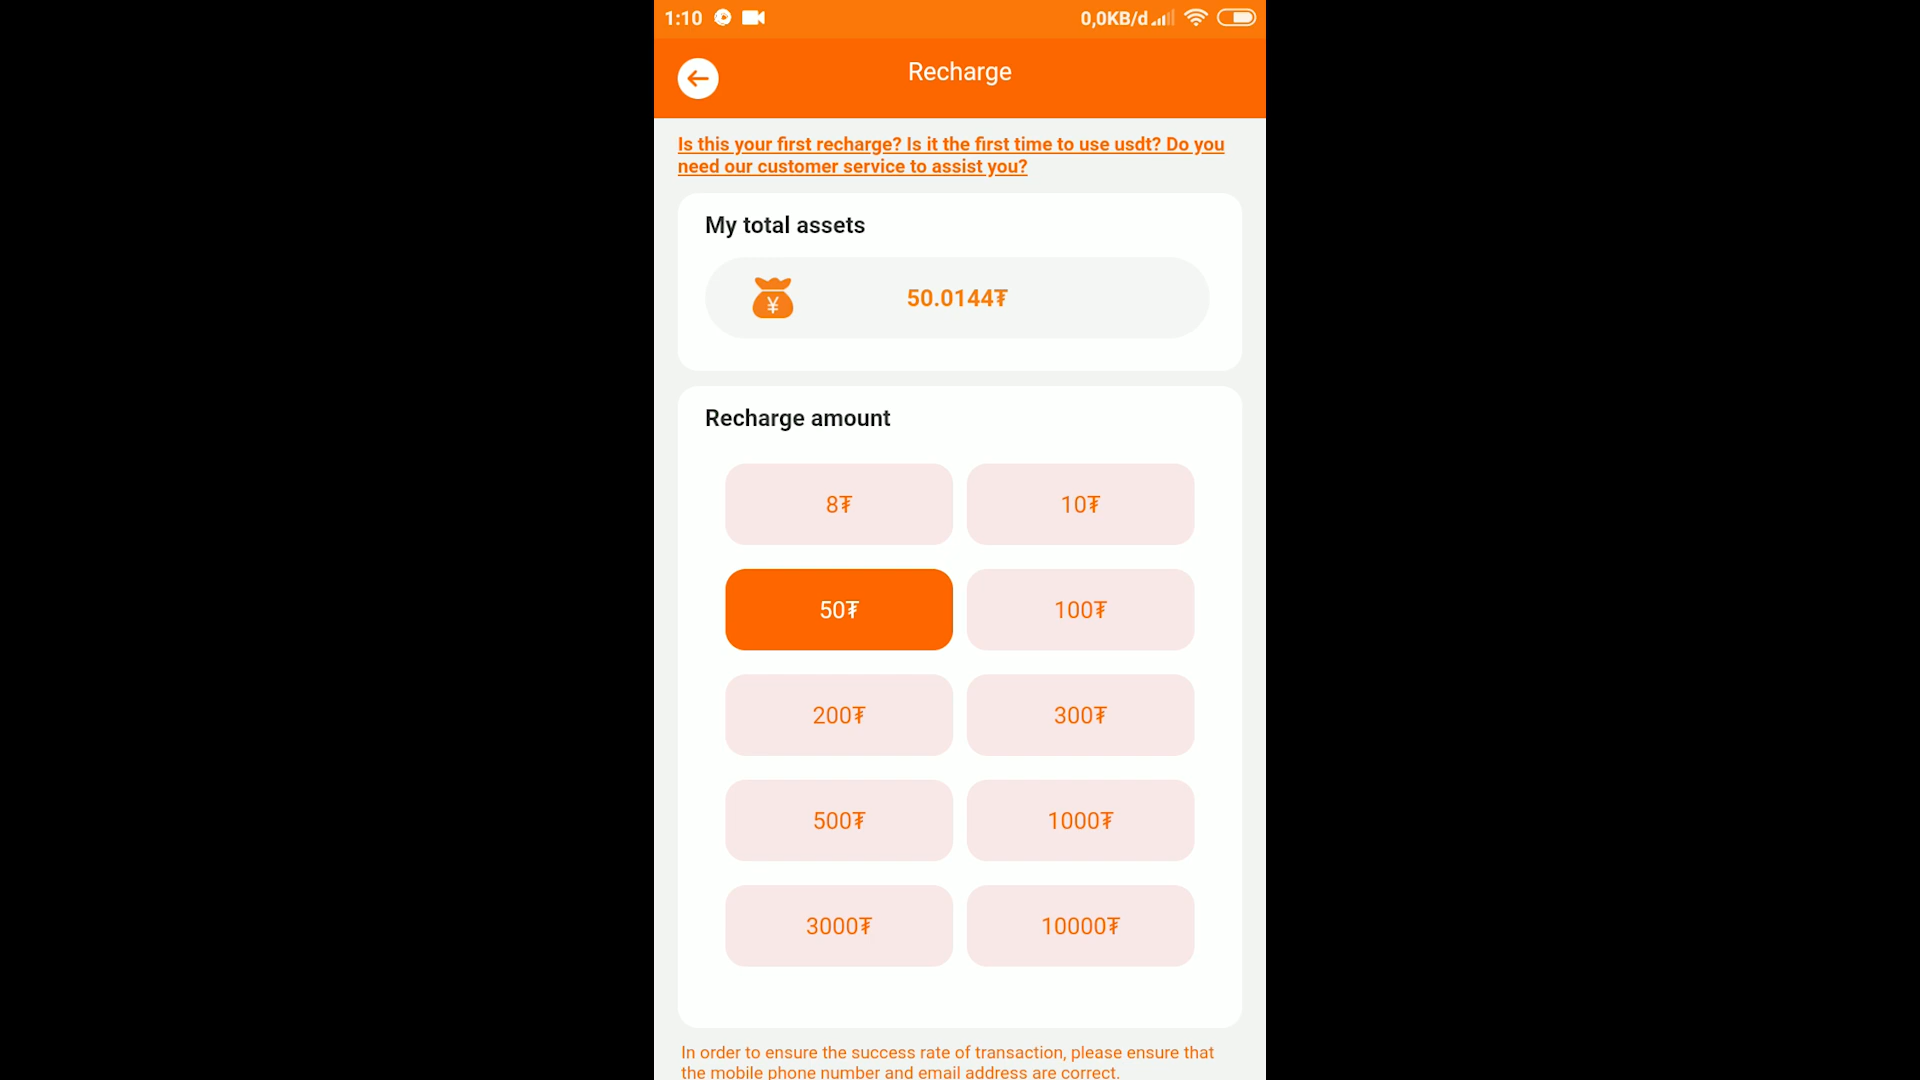 1:10 0,0KB/d
Recharge
Is this your first recharge? Is it the first time to use usdt? Do you
need our customer service to assist you?
My total assets
¥ 50.0144₮
Recharge amount
8₮ 10₮
50₮ 100₮
200₮ 300₮
500₮ 1000₮
3000₮ 10000₮
In order to ensure the success rate of transaction, please ensure that
the mobile phone number and email address are correct.